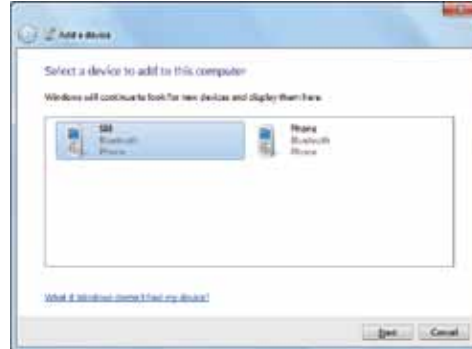 Add a device
Select a device to add to this computer
Windows will continue to look for new devices and display them here.
Bluetooth
Phone
Phone
Bluetooth
Phone
What if Windows doesn't find my device?
Next
Cancel